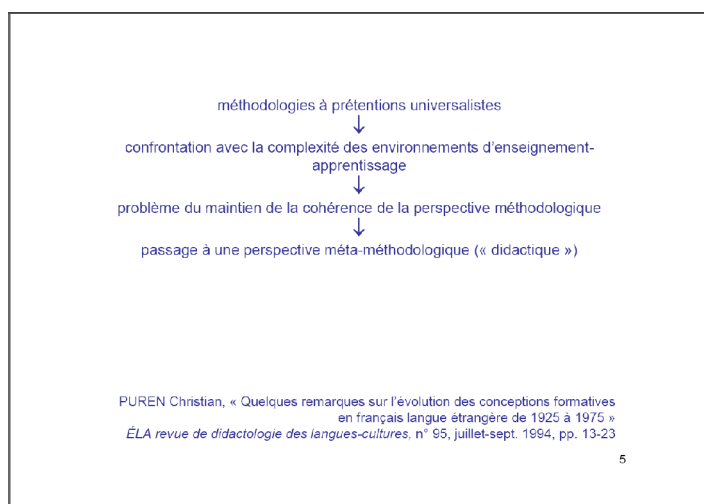 méthodologies à prétentions universalistes
↓
confrontation avec la complexité des environnements d'enseignement-
apprentissage
↓
problème du maintien de la cohérence de la perspective méthodologique
↓
passage à une perspective méta-méthodologique (« didactique »)
PUREN Christian, « Quelques remarques sur l'évolution des conceptions formatives
en français langue étrangère de 1925 à 1975 »
ÉLA revue de didactologie des langues-cultures, n° 95, juillet-sept. 1994, pp. 13-23
5